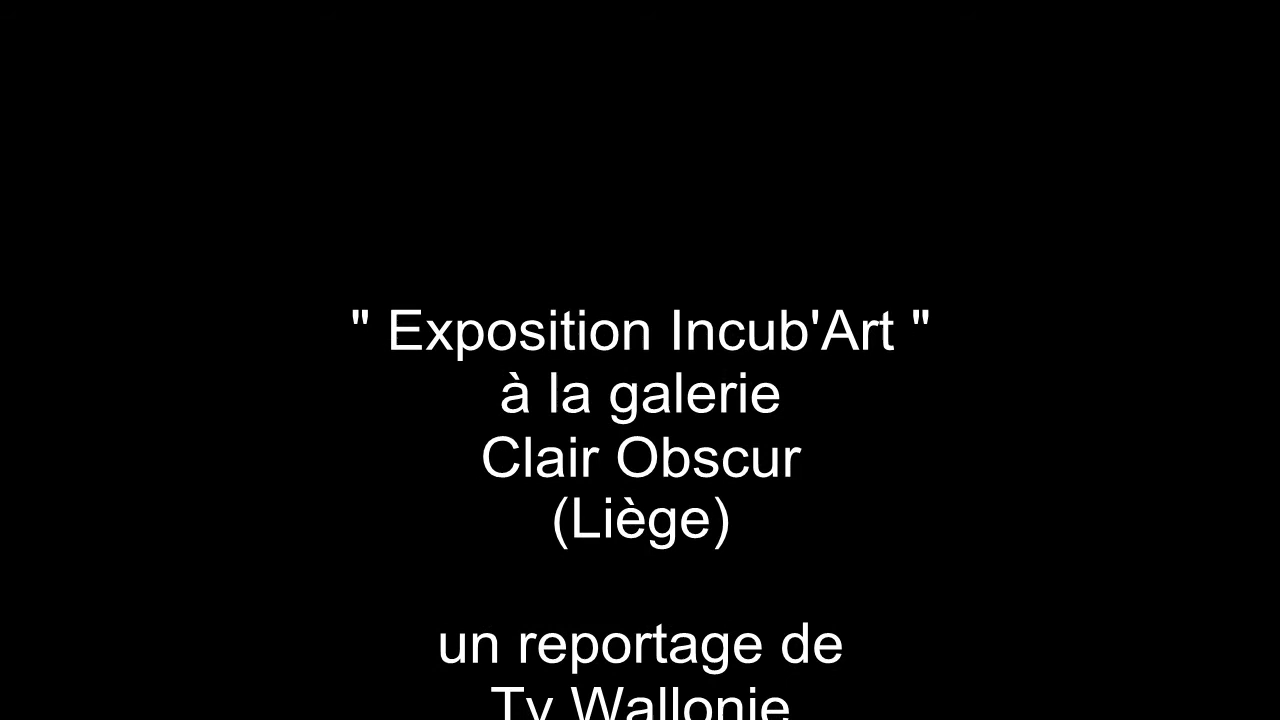 " Exposition Incub'Art "
à la galerie
Clair Obscur
(Liège)
un reportage de
Tv Wallonie